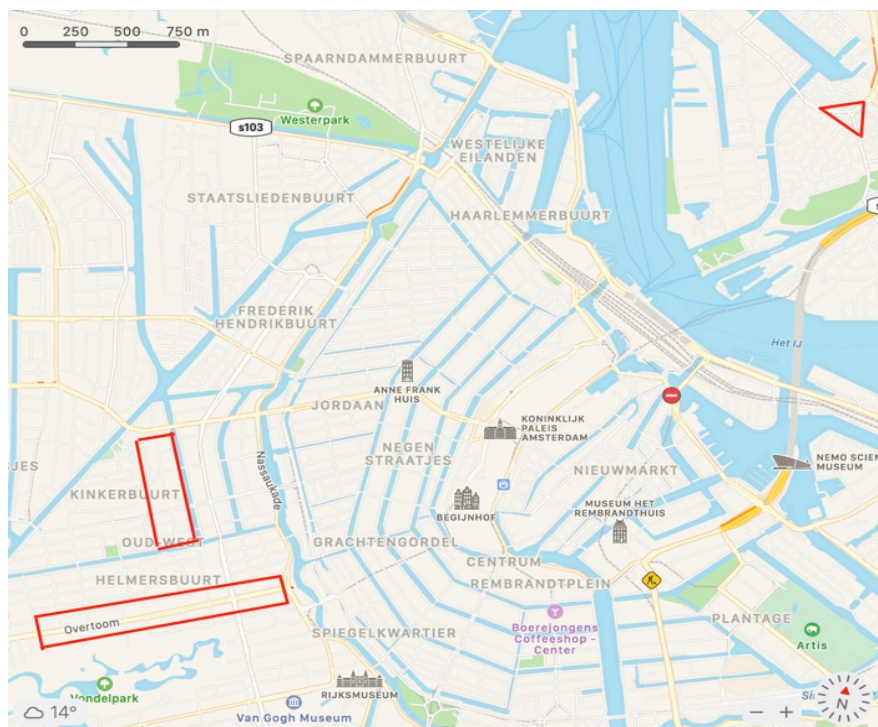 0 250 500 750 m
SPAARNDAMMERBUURT
Westerpark
s103
WESTELIJKE
EILANDEN
STAATSLIEDENBUURT
HAARLEMMERBUURT
s
FREDERIK
HENDRIKBUURT
Het IJ
ANNE FRANK
HUIS
JORDAAN
KONINKLIJK
PALEIS
AMSTERDAM
NEGEN
STRAATJES
SJES
NIEUWMARKT
NEMO SCIEN
MUSEUM
Nassaukade
KINKERBUURT
BEGIJNHOF
MUSEUM HET
REMBRANDTHUIS
OUD-WEST
GRACHTENGORDEL
CENTRUM
HELMERSBUURT
REMBRANDTPLEIN
Overtoom
SPIEGELKWARTIER
Boerejongens
Coffeeshop -
Center
PLANTAGE
Artis
RIJKSMUSEUM
Vondelpark
Sin
14°
Van Gogh Museum
N